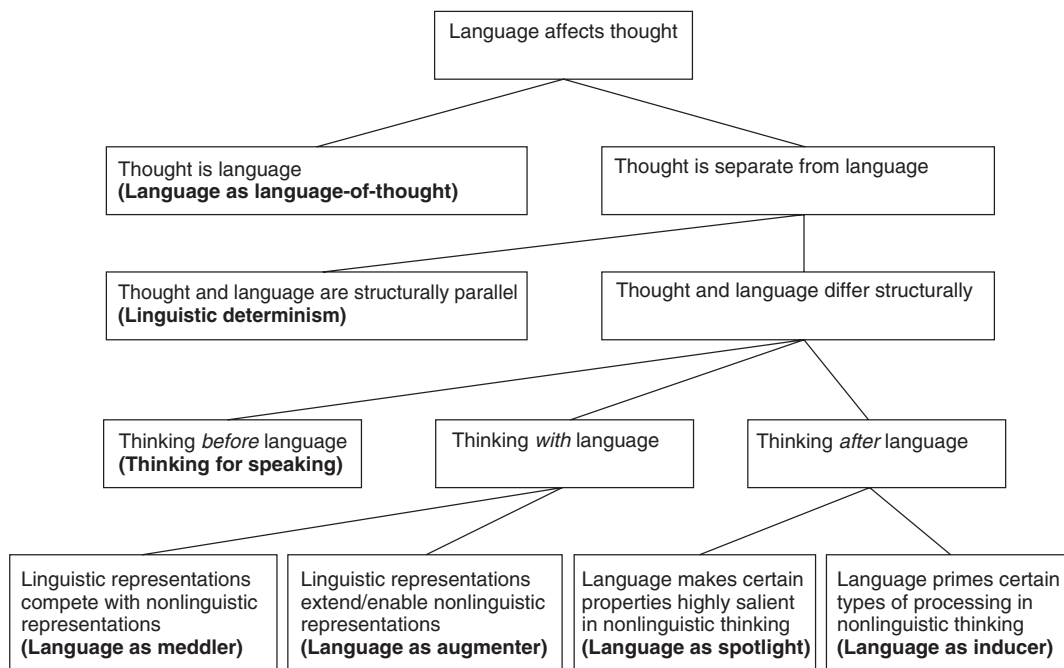 Language affects thought
Thought is language
(Language as language-of-thought)
Thought is separate from language
Thought and language are structurally parallel
(Linguistic determinism)
Thought and language differ structurally
Thinking before language
(Thinking for speaking)
Thinking with language
Thinking after language
Linguistic representations
compete with nonlinguistic
representations
(Language as meddler)
Linguistic representations
extend/enable nonlinguistic
representations
(Language as augmenter)
Language makes certain
properties highly salient
in nonlinguistic thinking
(Language as spotlight)
Language primes certain
types of processing in
nonlinguistic thinking
(Language as inducer)